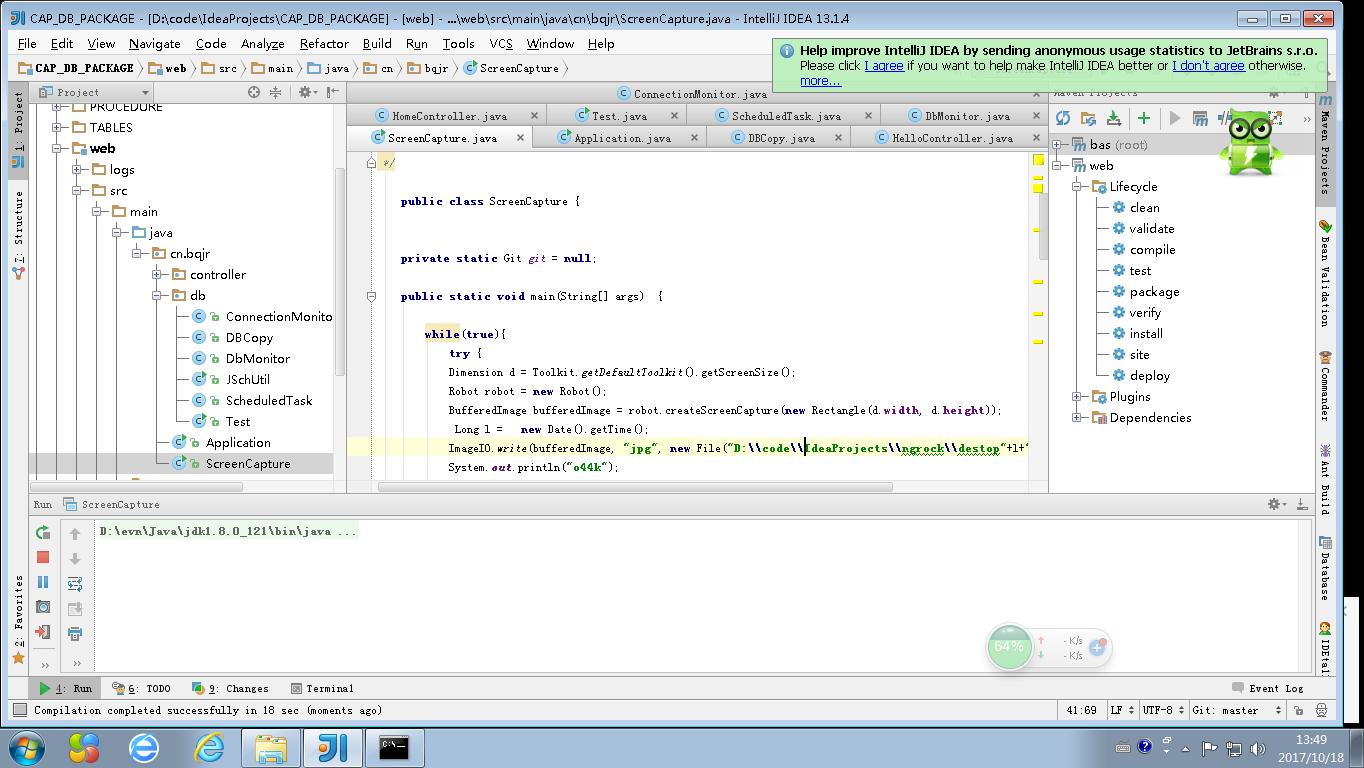 CAP_DB_PACKAGE - [D:\code\IdeaProjects\CAP_DB_PACKAGE] - [web] - ...\web\src\main\java\cn\bqjr\ScreenCapture.java - IntelliJ IDEA 13.1.4
File Edit View Navigate Code Analyze Refactor Build Run Tools VCS Window Help
CAP_DB_PACKAGE web src main java cn bqjr ScreenCapture
Help improve IntelliJ IDEA by sending anonymous usage statistics to JetBrains s.r.o.
Please click I agree if you want to help make IntelliJ IDEA better or I don't agree otherwise.
more...
1: Project
7: Structure
2: Favorites
Project
PROCEDURE
TABLES
web
logs
src
main
java
cn.bqjr
controller
db
ConnectionMonito
DBCopy
DbMonitor
JSchUtil
ScheduledTask
Test
Application
ScreenCapture
ConnectionMonitor.java
HomeController.java Test.java ScheduledTask.java DbMonitor.java
ScreenCapture.java Application.java DBCopy.java HelloController.java
*/
public class ScreenCapture {
private static Git git = null;
public static void main(String[] args) {
while(true){
try {
Dimension d = Toolkit.getDefaultToolkit().getScreenSize();
Robot robot = new Robot();
BufferedImage bufferedImage = robot.createScreenCapture(new Rectangle(d.width, d.height));
Long l = new Date().getTime();
ImageIO.write(bufferedImage, "jpg", new File("D:\\code\\IdeaProjects\\ngrock\\destop"+l+"
System.out.println("o44k");
Maven Projects
bas (root)
web
Lifecycle
clean
validate
compile
test
package
verify
install
site
deploy
Plugins
Dependencies
Maven Projects
Bean Validation
Commander
Ant Build
Database
IDEtal
Run ScreenCapture
D:\evn\Java\jdk1.8.0_121\bin\java ...
64%
- K/s
- K/s
4: Run 6: TODO 9: Changes Terminal Event Log
Compilation completed successfully in 18 sec (moments ago) 41:69 LF UTF-8 Git: master
C:\
13:49
2017/10/18